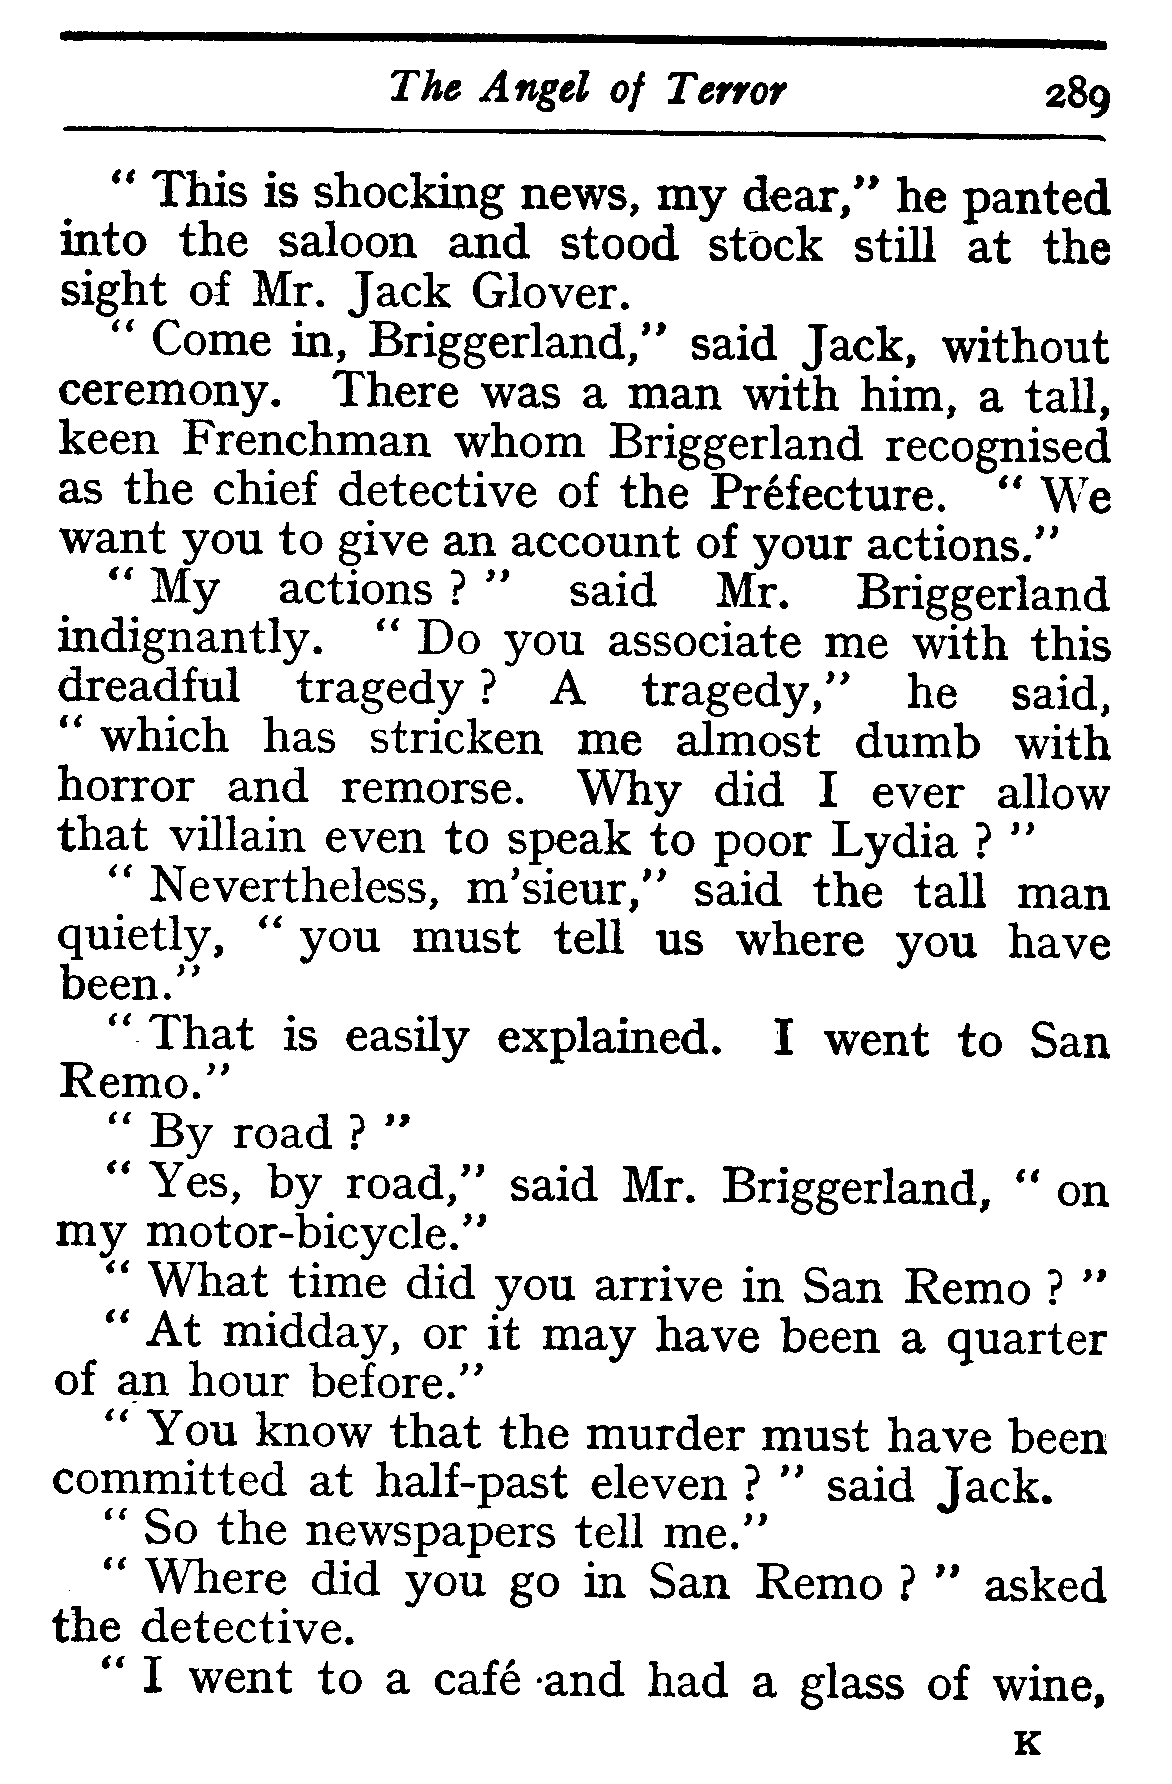 The Angel of Terror 289
“ This is shocking news, my dear,” he panted
into the saloon and stood stock still at the
sight of Mr. Jack Glover.
“ Come in, Briggerland,” said Jack, without
ceremony. There was a man with him, a tall,
keen Frenchman whom Briggerland recognised
as the chief detective of the Préfecture. “ We
want you to give an account of your actions.”
“ My actions ? ” said Mr. Briggerland
indignantly. “ Do you associate me with this
dreadful tragedy ? A tragedy,” he said,
“ which has stricken me almost dumb with
horror and remorse. Why did I ever allow
that villain even to speak to poor Lydia ? ”
“ Nevertheless, m’sieur,” said the tall man
quietly, “ you must tell us where you have
been.”
“ That is easily explained. I went to San
Remo.”
“ By road ? ”
“ Yes, by road,” said Mr. Briggerland, “ on
my motor-bicycle.”
“ What time did you arrive in San Remo ? ”
“ At midday, or it may have been a quarter
of an hour before.”
“ You know that the murder must have been
committed at half-past eleven ? ” said Jack.
“ So the newspapers tell me.”
“ Where did you go in San Remo ? ” asked
the detective.
“ I went to a café and had a glass of wine,
K